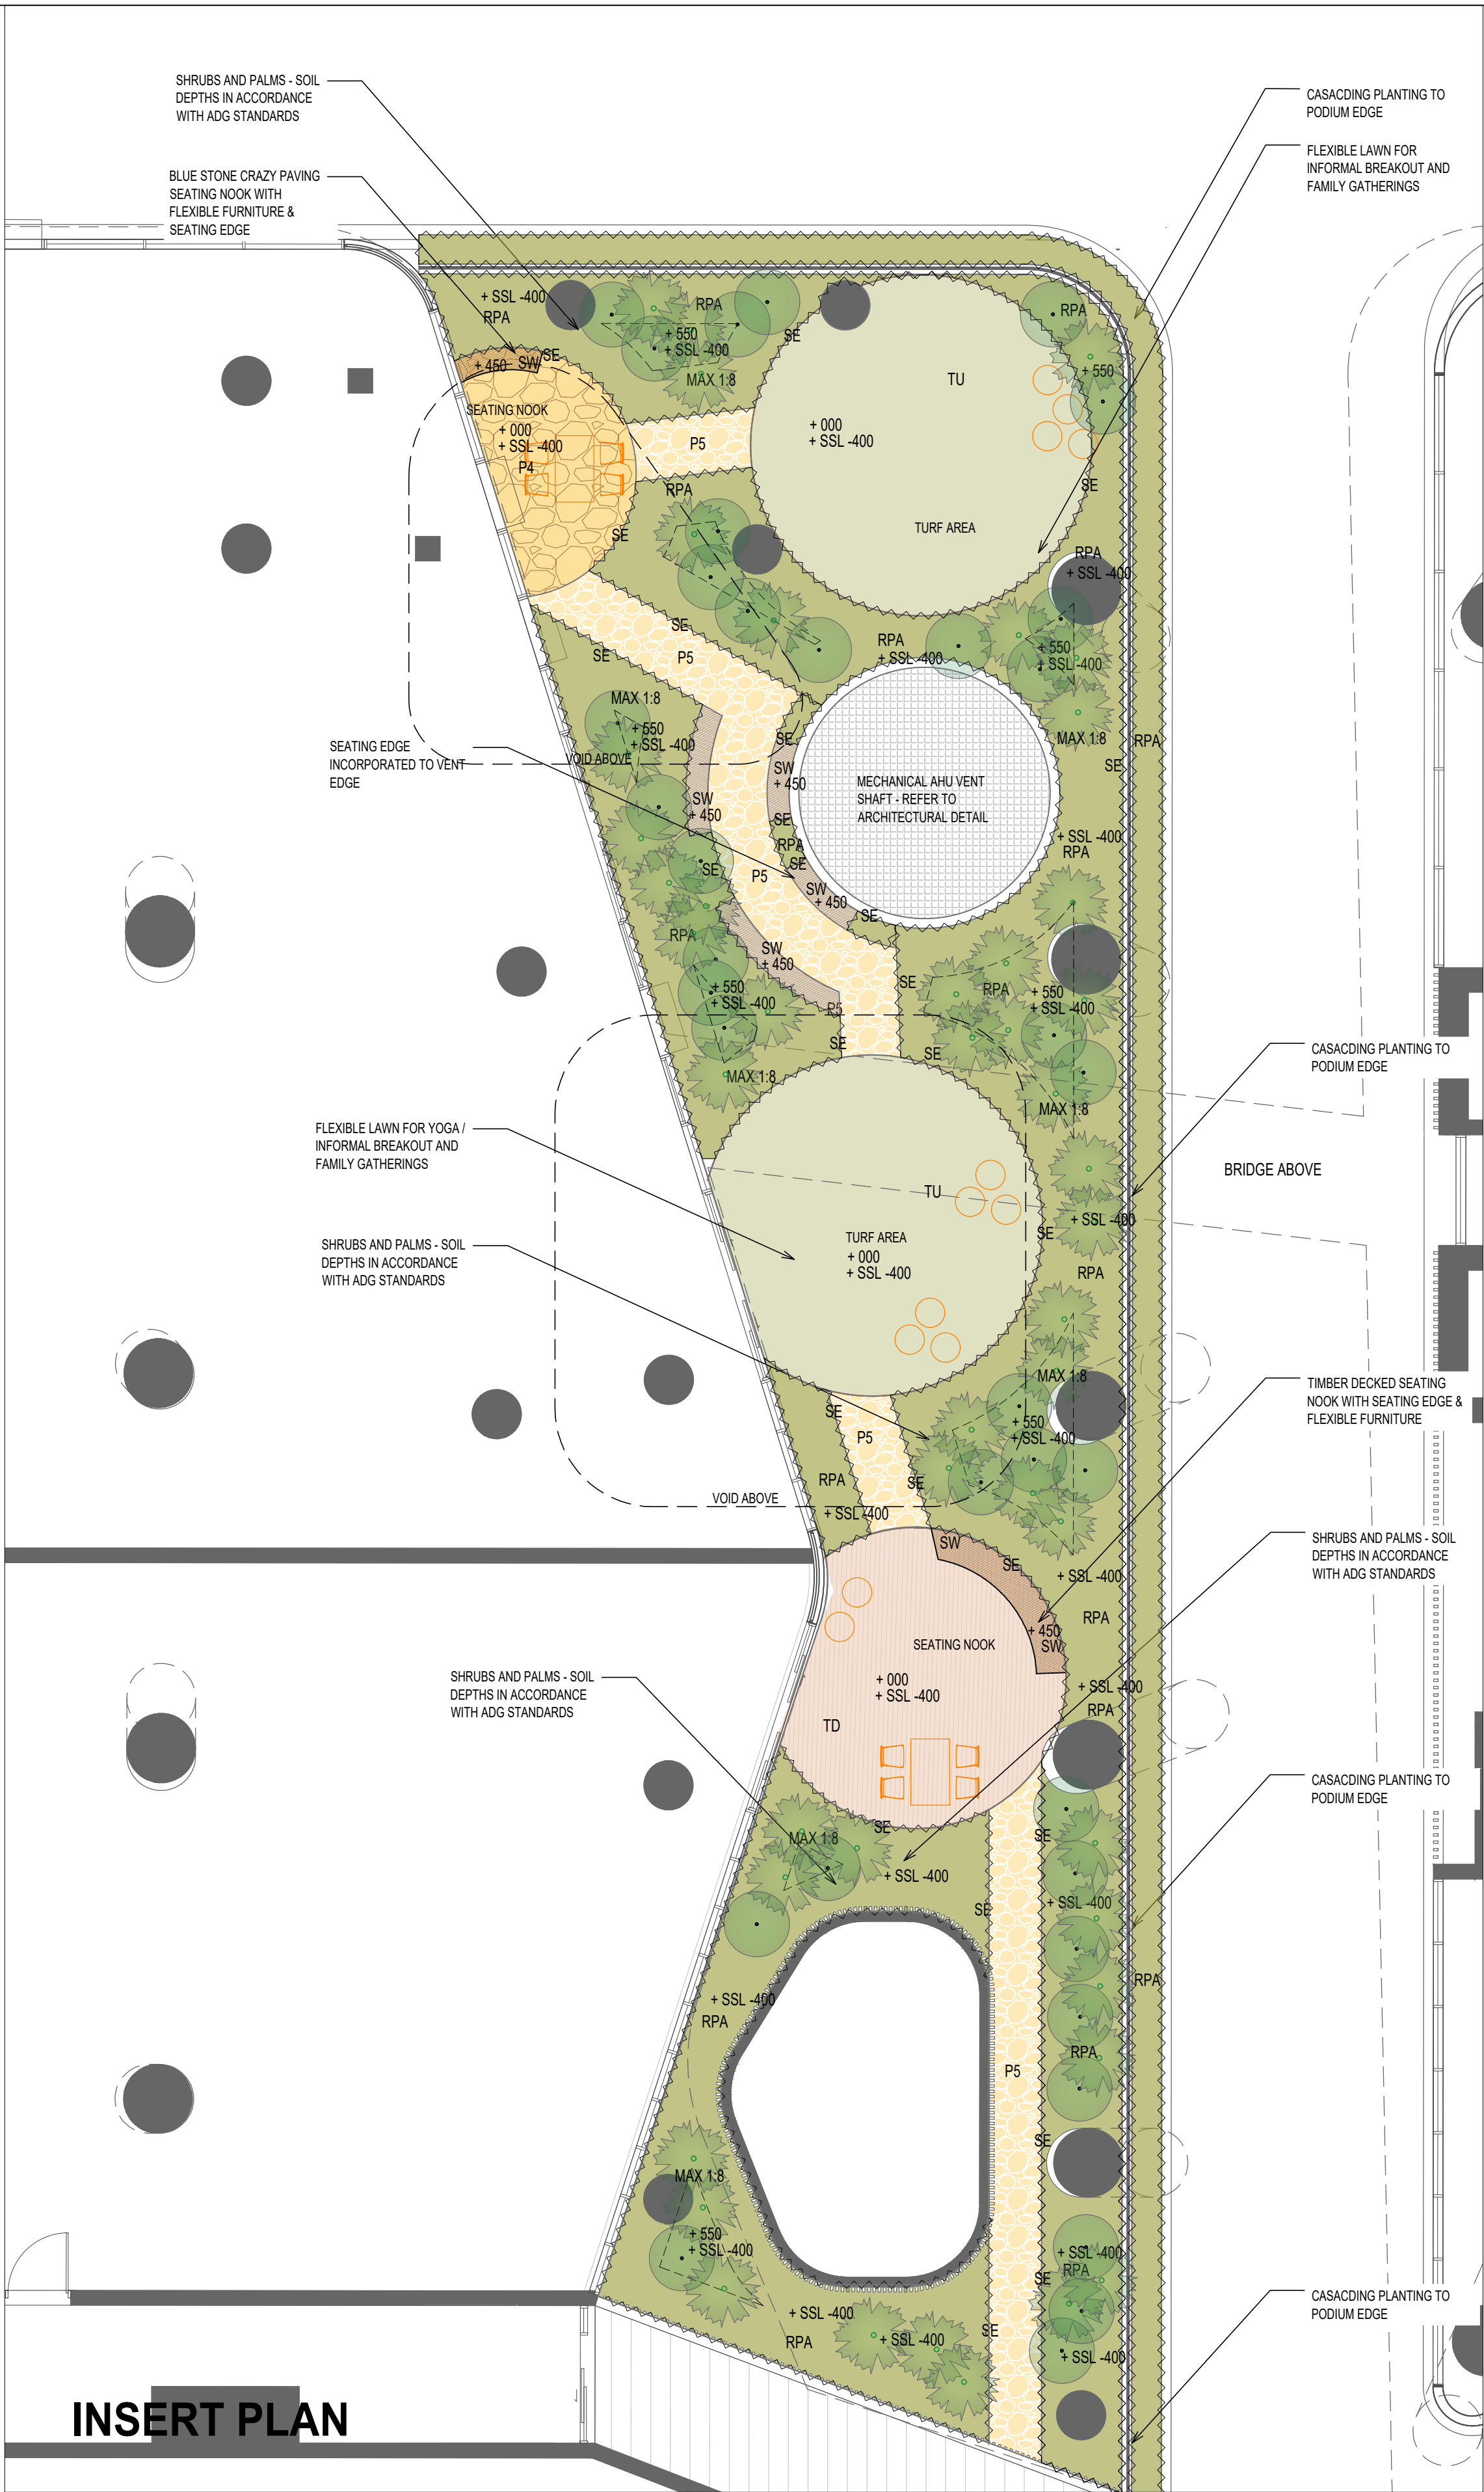 SHRUBS AND PALMS - SOIL
DEPTHS IN ACCORDANCE
WITH ADG STANDARDS
CASACDING PLANTING TO
PODIUM EDGE
FLEXIBLE LAWN FOR
INFORMAL BREAKOUT AND
FAMILY GATHERINGS
BLUE STONE CRAZY PAVING
SEATING NOOK WITH
FLEXIBLE FURNITURE &
SEATING EDGE
+ SSL -400
RPA
RPA
+ 550
+ SSL -400
MAX 1:8
SE
RPA
+ 550
SE
+ 450 SW
TU
SEATING NOOK
+ 000
+ SSL -400
P4
P5
+ 000
+ SSL -400
RPA
SE
SE
TURF AREA
RPA
+ SSL -400
SE
SE
P5
RPA
+ SSL -400
+ 550
+ SSL -400
MAX 1:8
+ 550
+ SSL -400
MAX 1:8
RPA
SEATING EDGE
INCORPORATED TO VENT
EDGE
VOID ABOVE
SE
SE
SW
+ 450
MECHANICAL AHU VENT
SHAFT - REFER TO
ARCHITECTURAL DETAIL
SW
+ 450
SE
RPA
SE
+ SSL -400
RPA
SE
P5
SW
+ 450
SE
RPA
SW
+ 450
SE
RPA
+ 550
+ SSL -400
+ 550
+ SSL -400
P5
SE
SE
MAX 1:8
MAX 1:8
CASACDING PLANTING TO
PODIUM EDGE
FLEXIBLE LAWN FOR YOGA /
INFORMAL BREAKOUT AND
FAMILY GATHERINGS
BRIDGE ABOVE
TU
+ SSL -400
SE
SHRUBS AND PALMS - SOIL
DEPTHS IN ACCORDANCE
WITH ADG STANDARDS
TURF AREA
+ 000
+ SSL -400
RPA
MAX 1:8
TIMBER DECKED SEATING
NOOK WITH SEATING EDGE &
FLEXIBLE FURNITURE
SE
P5
+ 550
+ SSL -400
RPA
SE
VOID ABOVE
+ SSL -400
SHRUBS AND PALMS - SOIL
DEPTHS IN ACCORDANCE
WITH ADG STANDARDS
SW
SE
+ SSL -400
RPA
+ 450
SW
SEATING NOOK
SHRUBS AND PALMS - SOIL
DEPTHS IN ACCORDANCE
WITH ADG STANDARDS
+ 000
+ SSL -400
+ SSL -400
RPA
TD
CASACDING PLANTING TO
PODIUM EDGE
SE
MAX 1:8
SE
+ SSL -400
SE
+ SSL -400
RPA
+ SSL -400
RPA
RPA
P5
SE
MAX 1:8
+ 550
+ SSL -400
+ SSL -400
RPA
SE
CASACDING PLANTING TO
PODIUM EDGE
+ SSL -400
RPA
+ SSL -400
SE
+ SSL -400
INSERT PLAN